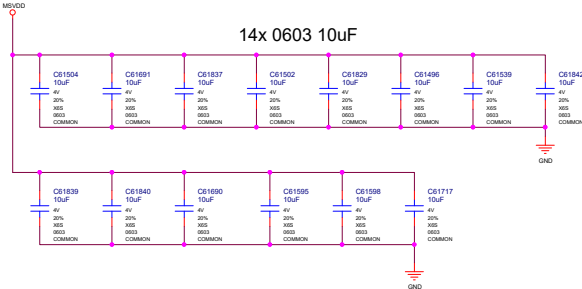 MSVDD
14x 0603 10uF
C61504 C61691 C61837 C61502 C61829 C61496 C61539 C61842
10uF 10uF 10uF 10uF 10uF 10uF 10uF 10uF
4V 4V 4V 4V 4V 4V 4V 4V
20% 20% 20% 20% 20% 20% 20% 20%
X6S X6S X6S X6S X6S X6S X6S X6S
0603 0603 0603 0603 0603 0603 0603 0603
COMMON COMMON COMMON COMMON COMMON COMMON COMMON COMMON
GND
C61839 C61840 C61690 C61595 C61598 C61717
10uF 10uF 10uF 10uF 10uF 10uF
4V 4V 4V 4V 4V 4V
20% 20% 20% 20% 20% 20%
X6S X6S X6S X6S X6S X6S
0603 0603 0603 0603 0603 0603
COMMON COMMON COMMON COMMON COMMON COMMON
GND